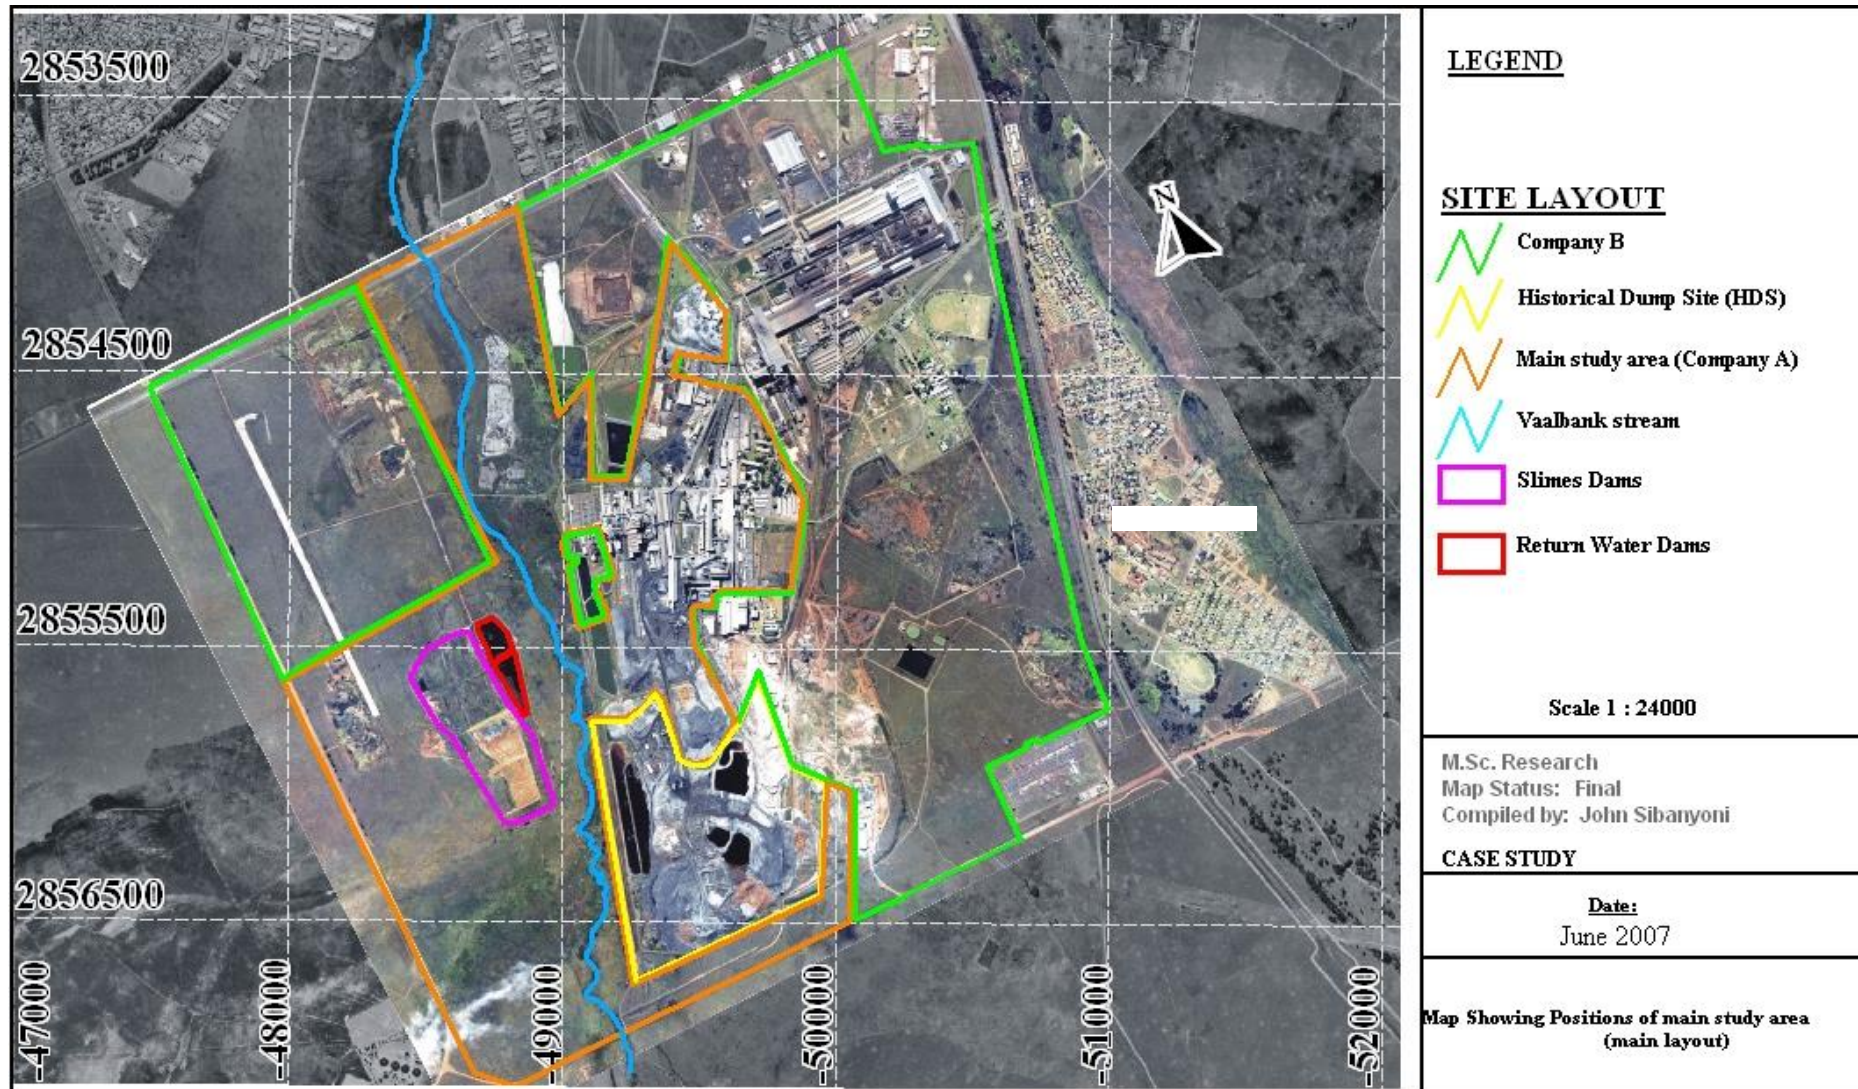 2853500
2854500
2855500
2856500
-47000
-48000
-49000
-50000
-51000
-52000
N
LEGEND
SITE LAYOUT
Company B
Historical Dump Site (HDS)
Main study area (Company A)
Vaalbank stream
Slimes Dams
Return Water Dams
Scale 1 : 24000
M.Sc. Research
Map Status: Final
Compiled by: John Sibanyoni
CASE STUDY
Date:
June 2007
Map Showing Positions of main study area
(main layout)